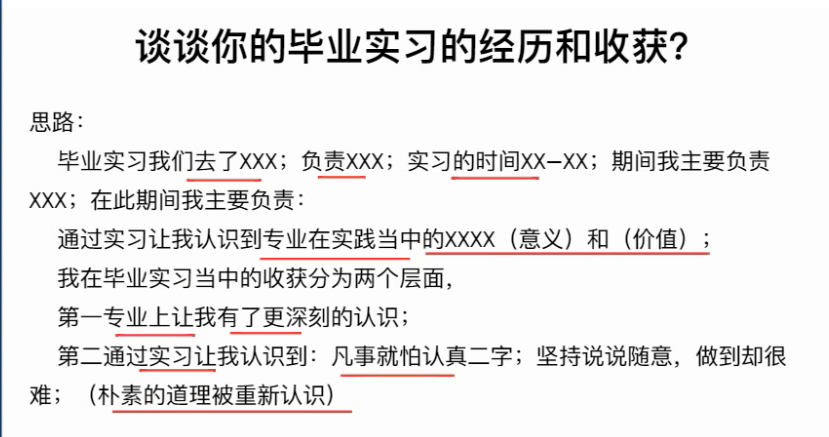 谈谈你的毕业实习的经历和收获？
思路：
毕业实习我们去了XXX；负责XXX；实习的时间XX—XX；期间我主要负责
XXX；在此期间我主要负责：
通过实习让我认识到专业在实践当中的XXXX（意义）和（价值）；
我在毕业实习当中的收获分为两个层面，
第一专业上让我有了更深刻的认识；
第二通过实习让我认识到：凡事就怕认真二字；坚持说说随意，做到却很
难；（朴素的道理被重新认识）